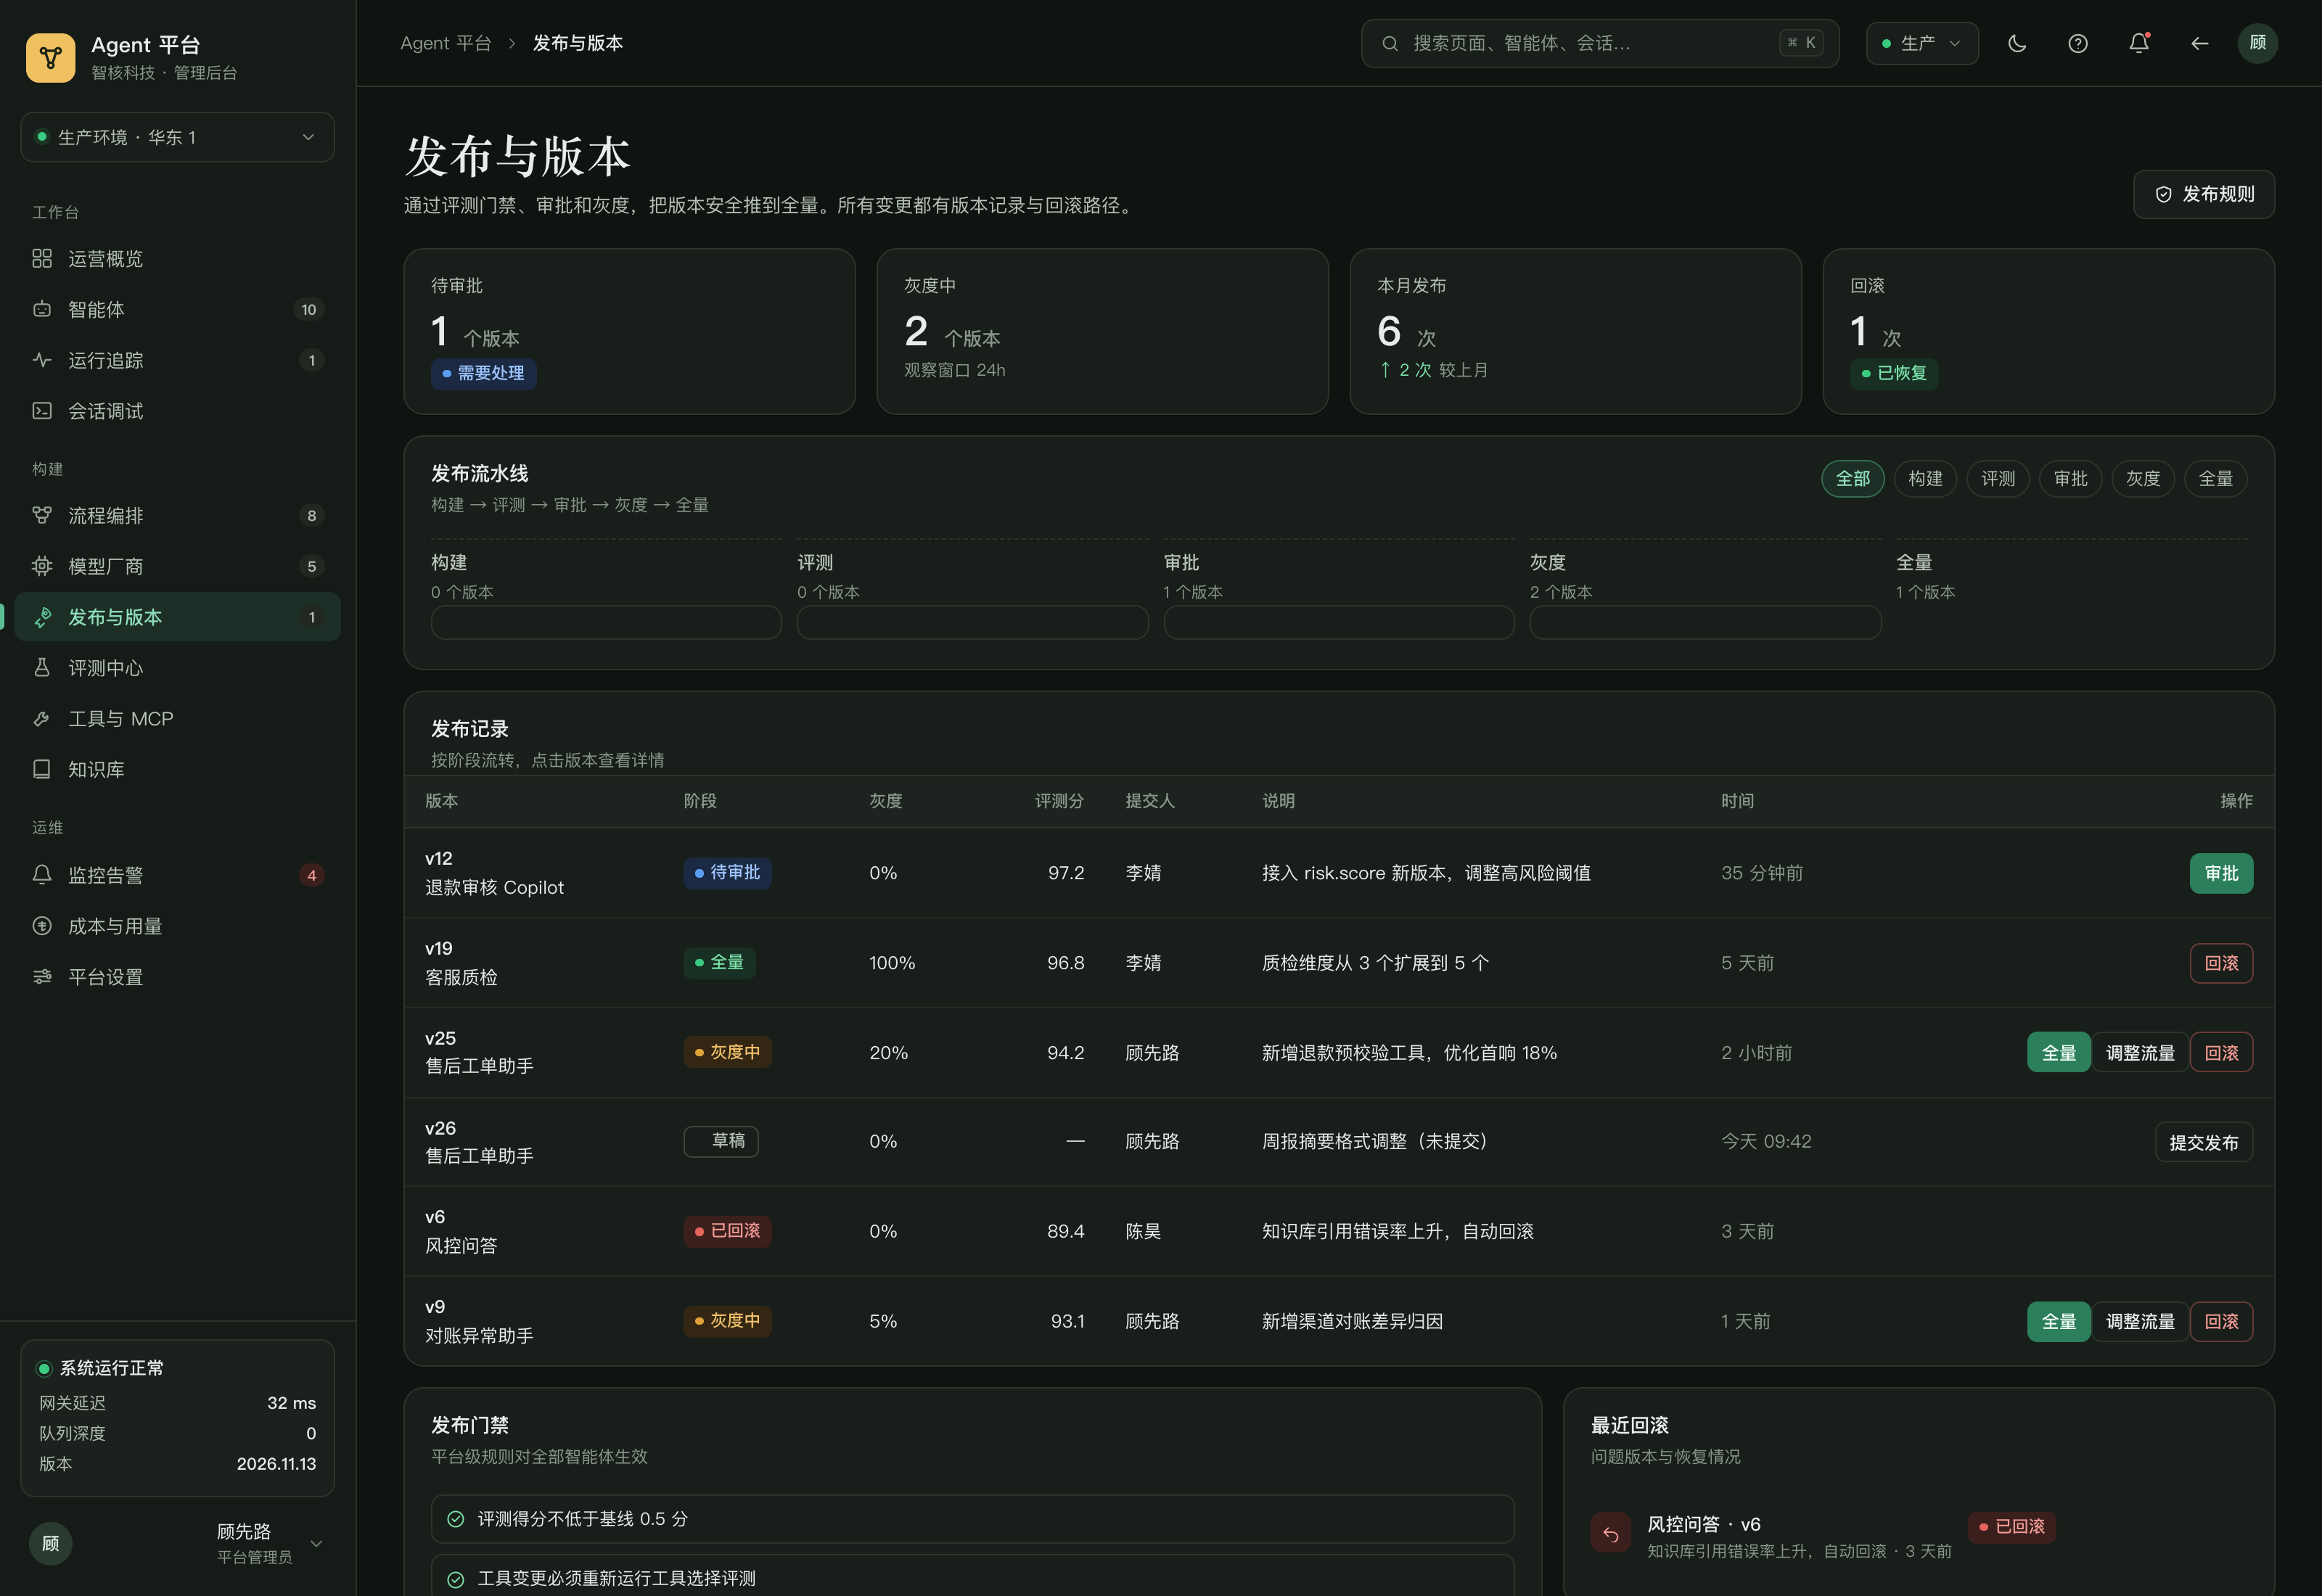 Agent 平台
智核科技 · 管理后台
生产环境 · 华东 1
工作台
运营概览
智能体 10
运行追踪 1
会话调试
构建
流程编排 8
模型厂商 5
发布与版本 1
评测中心
工具与 MCP
知识库
运维
监控告警 4
成本与用量
平台设置
系统运行正常
网关延迟 32 ms
队列深度 0
版本 2026.11.13
顾
顾先路
平台管理员
Agent 平台 > 发布与版本
搜索页面、智能体、会话... ⌘ K
生产
顾
发布与版本
通过评测门禁、审批和灰度，把版本安全推到全量。所有变更都有版本记录与回滚路径。
发布规则
待审批
1 个版本
需要处理
灰度中
2 个版本
观察窗口 24h
本月发布
6 次
↑ 2 次 较上月
回滚
1 次
已恢复
发布流水线
构建 → 评测 → 审批 → 灰度 → 全量
全部 构建 评测 审批 灰度 全量
构建
0 个版本
评测
0 个版本
审批
1 个版本
灰度
2 个版本
全量
1 个版本
发布记录
按阶段流转，点击版本查看详情
版本 阶段 灰度 评测分 提交人 说明 时间 操作
v12
退款审核 Copilot 待审批 0% 97.2 李婧 接入 risk.score 新版本，调整高风险阈值 35 分钟前 审批
v19
客服质检 全量 100% 96.8 李婧 质检维度从 3 个扩展到 5 个 5 天前 回滚
v25
售后工单助手 灰度中 20% 94.2 顾先路 新增退款预校验工具，优化首响 18% 2 小时前 全量 调整流量 回滚
v26
售后工单助手 草稿 0% — 顾先路 周报摘要格式调整（未提交） 今天 09:42 提交发布
v6
风控问答 已回滚 0% 89.4 陈昊 知识库引用错误率上升，自动回滚 3 天前
v9
对账异常助手 灰度中 5% 93.1 顾先路 新增渠道对账差异归因 1 天前 全量 调整流量 回滚
发布门禁
平台级规则对全部智能体生效
评测得分不低于基线 0.5 分
工具变更必须重新运行工具选择评测
最近回滚
问题版本与恢复情况
风控问答 · v6 已回滚
知识库引用错误率上升，自动回滚 · 3 天前